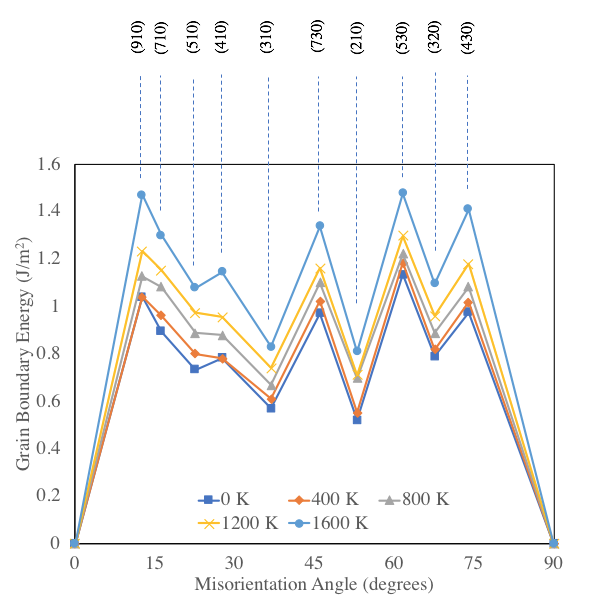 (910) (710) (510) (410) (310) (730) (210) (530) (320) (430)
1.6
1.4
1.2
1
0.8
0.6
0.4
0.2
0
Grain Boundary Energy (J/m²)
0 K 400 K 800 K
1200 K 1600 K
0 15 30 45 60 75 90
Misorientation Angle (degrees)